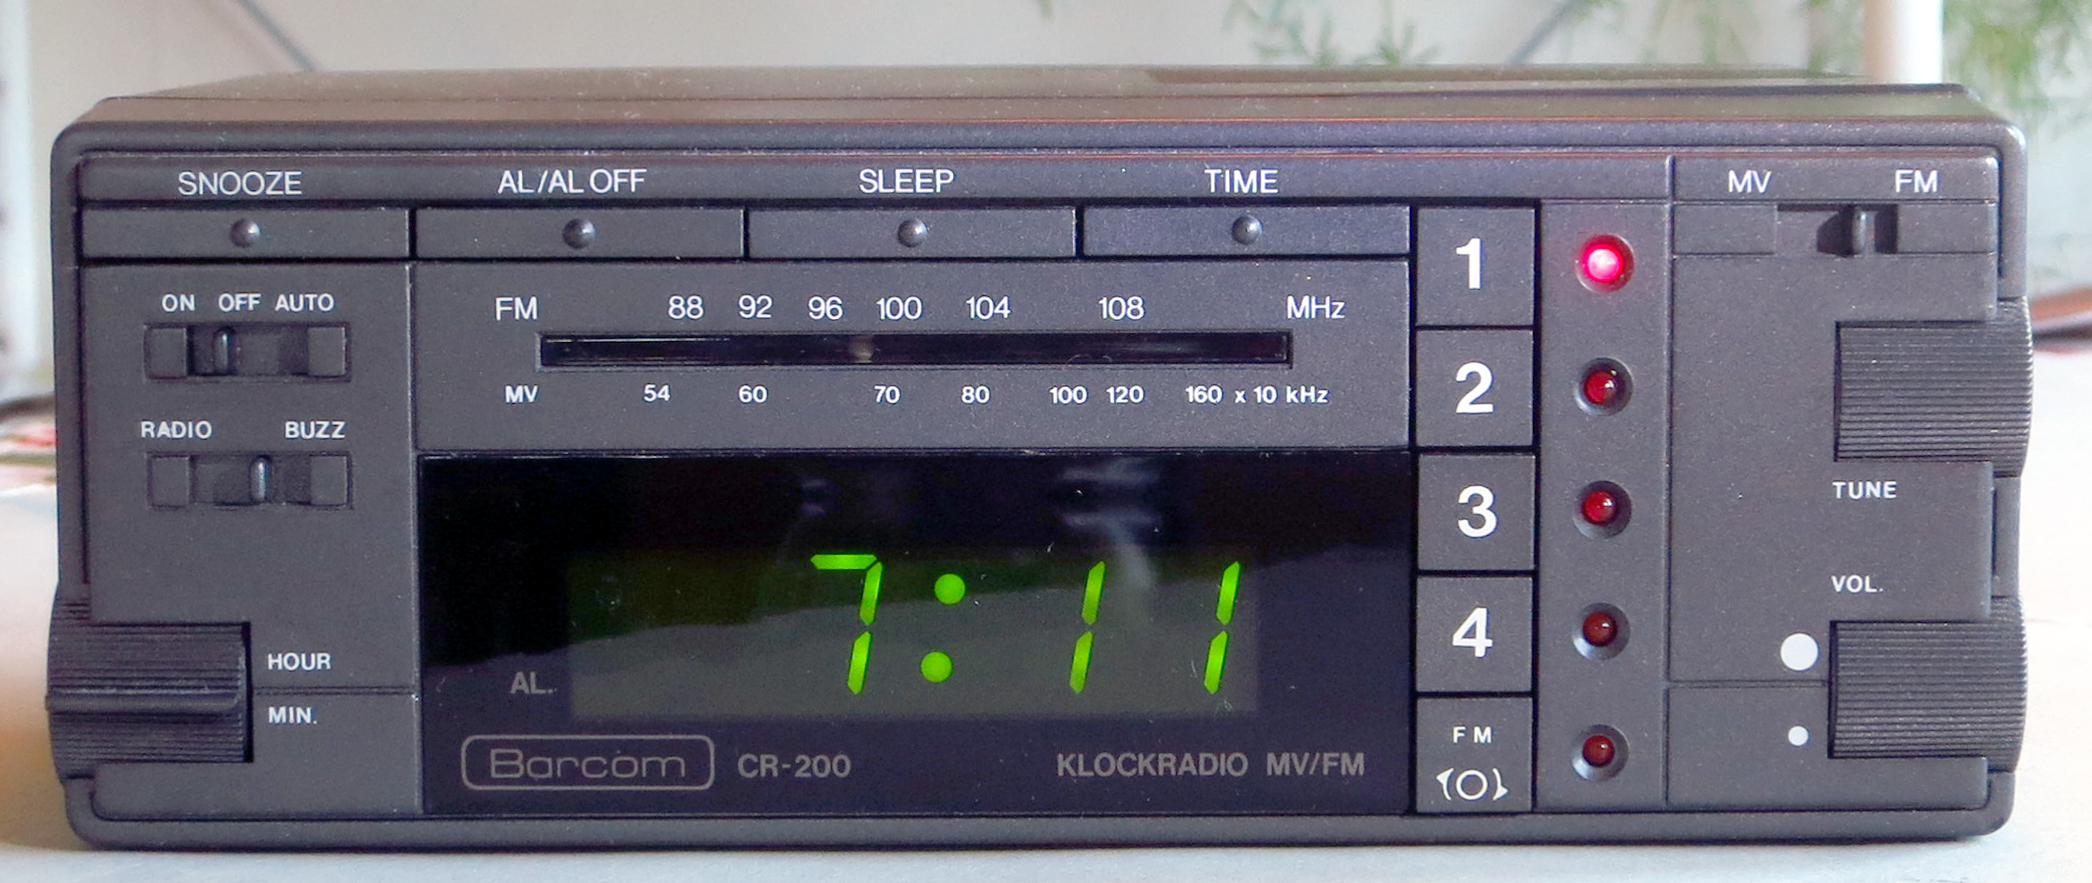 SNOOZE AL/AL OFF SLEEP TIME MV FM
ON OFF AUTO
FM 88 92 96 100 104 108 MHz
MV 54 60 70 80 100 120 160 x 10 kHz
RADIO BUZZ
1
2
3
4
FM
TUNE
VOL.
7:11
HOUR
MIN.
AL.
Barcom CR-200 KLOCKRADIO MV/FM